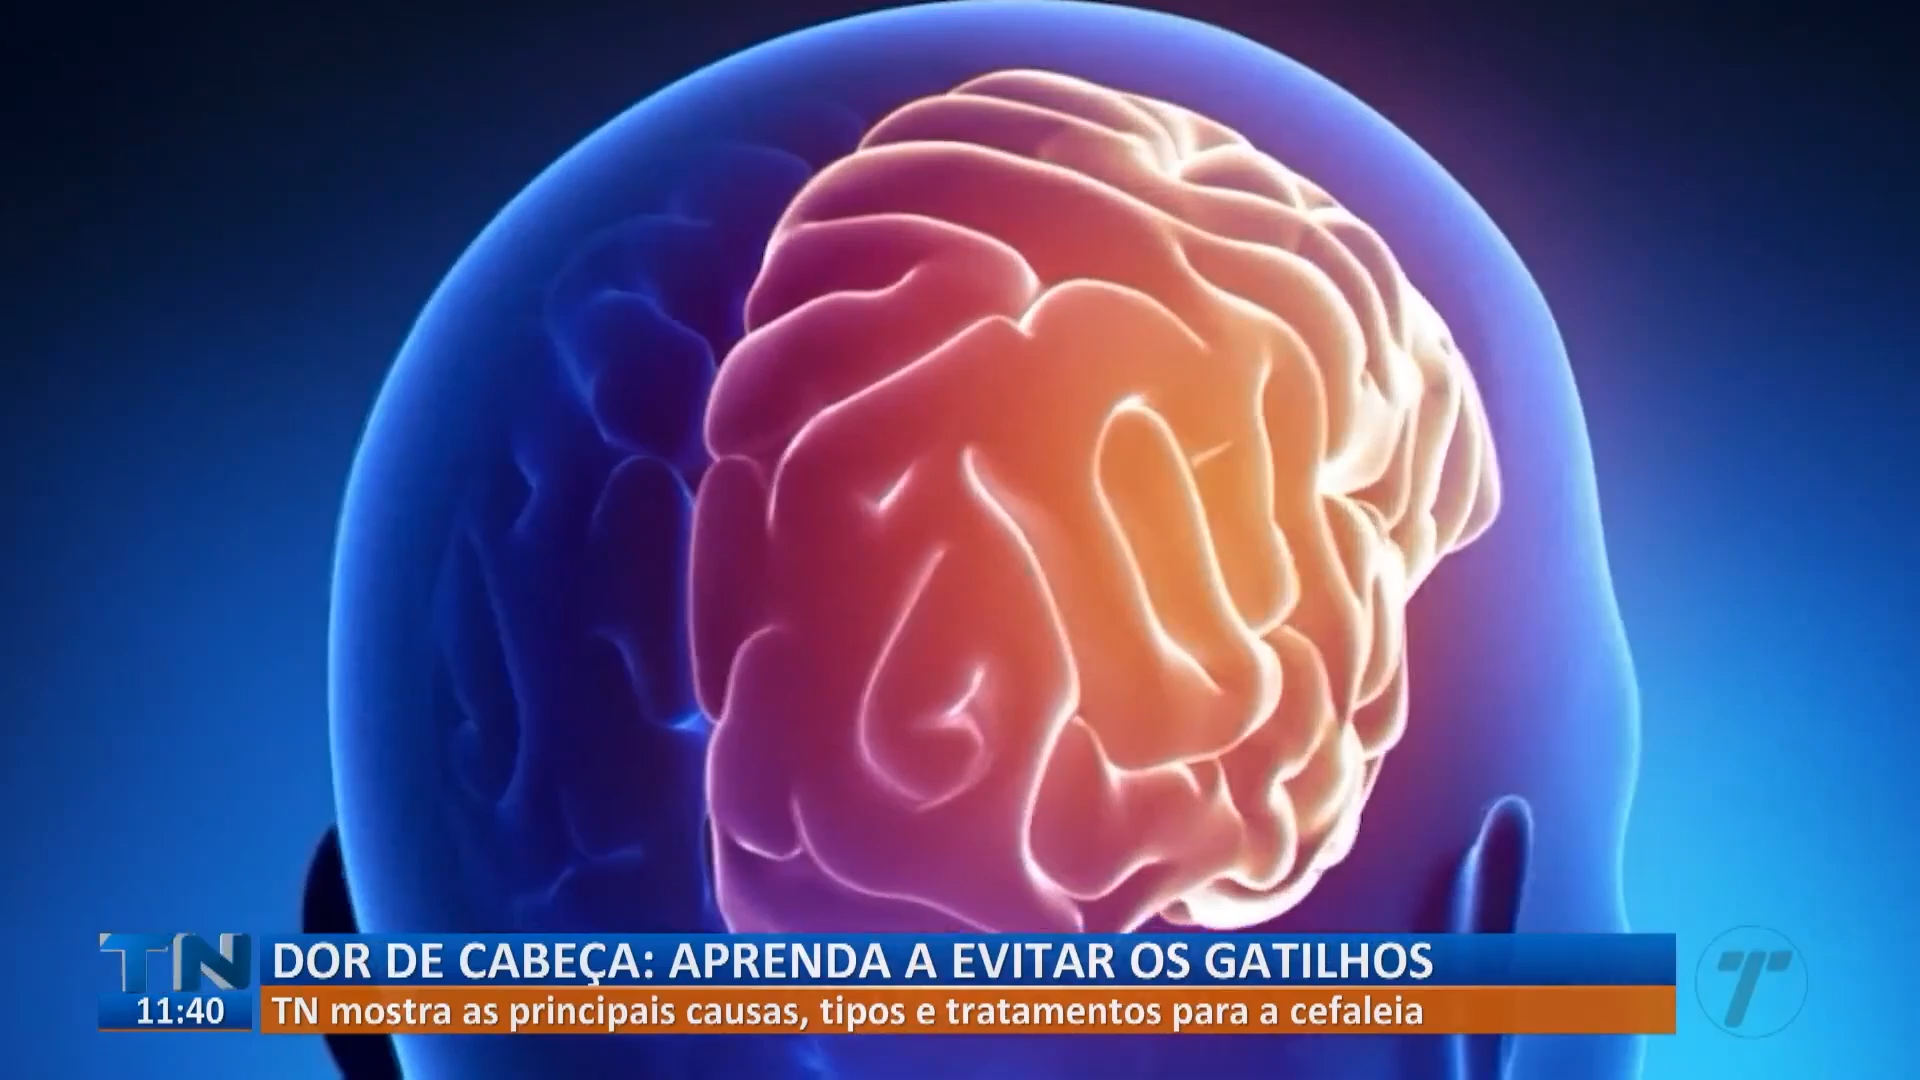 TN
DOR DE CABEÇA: APRENDA A EVITAR OS GATILHOS
11:40
TN mostra as principais causas, tipos e tratamentos para a cefaleia
T